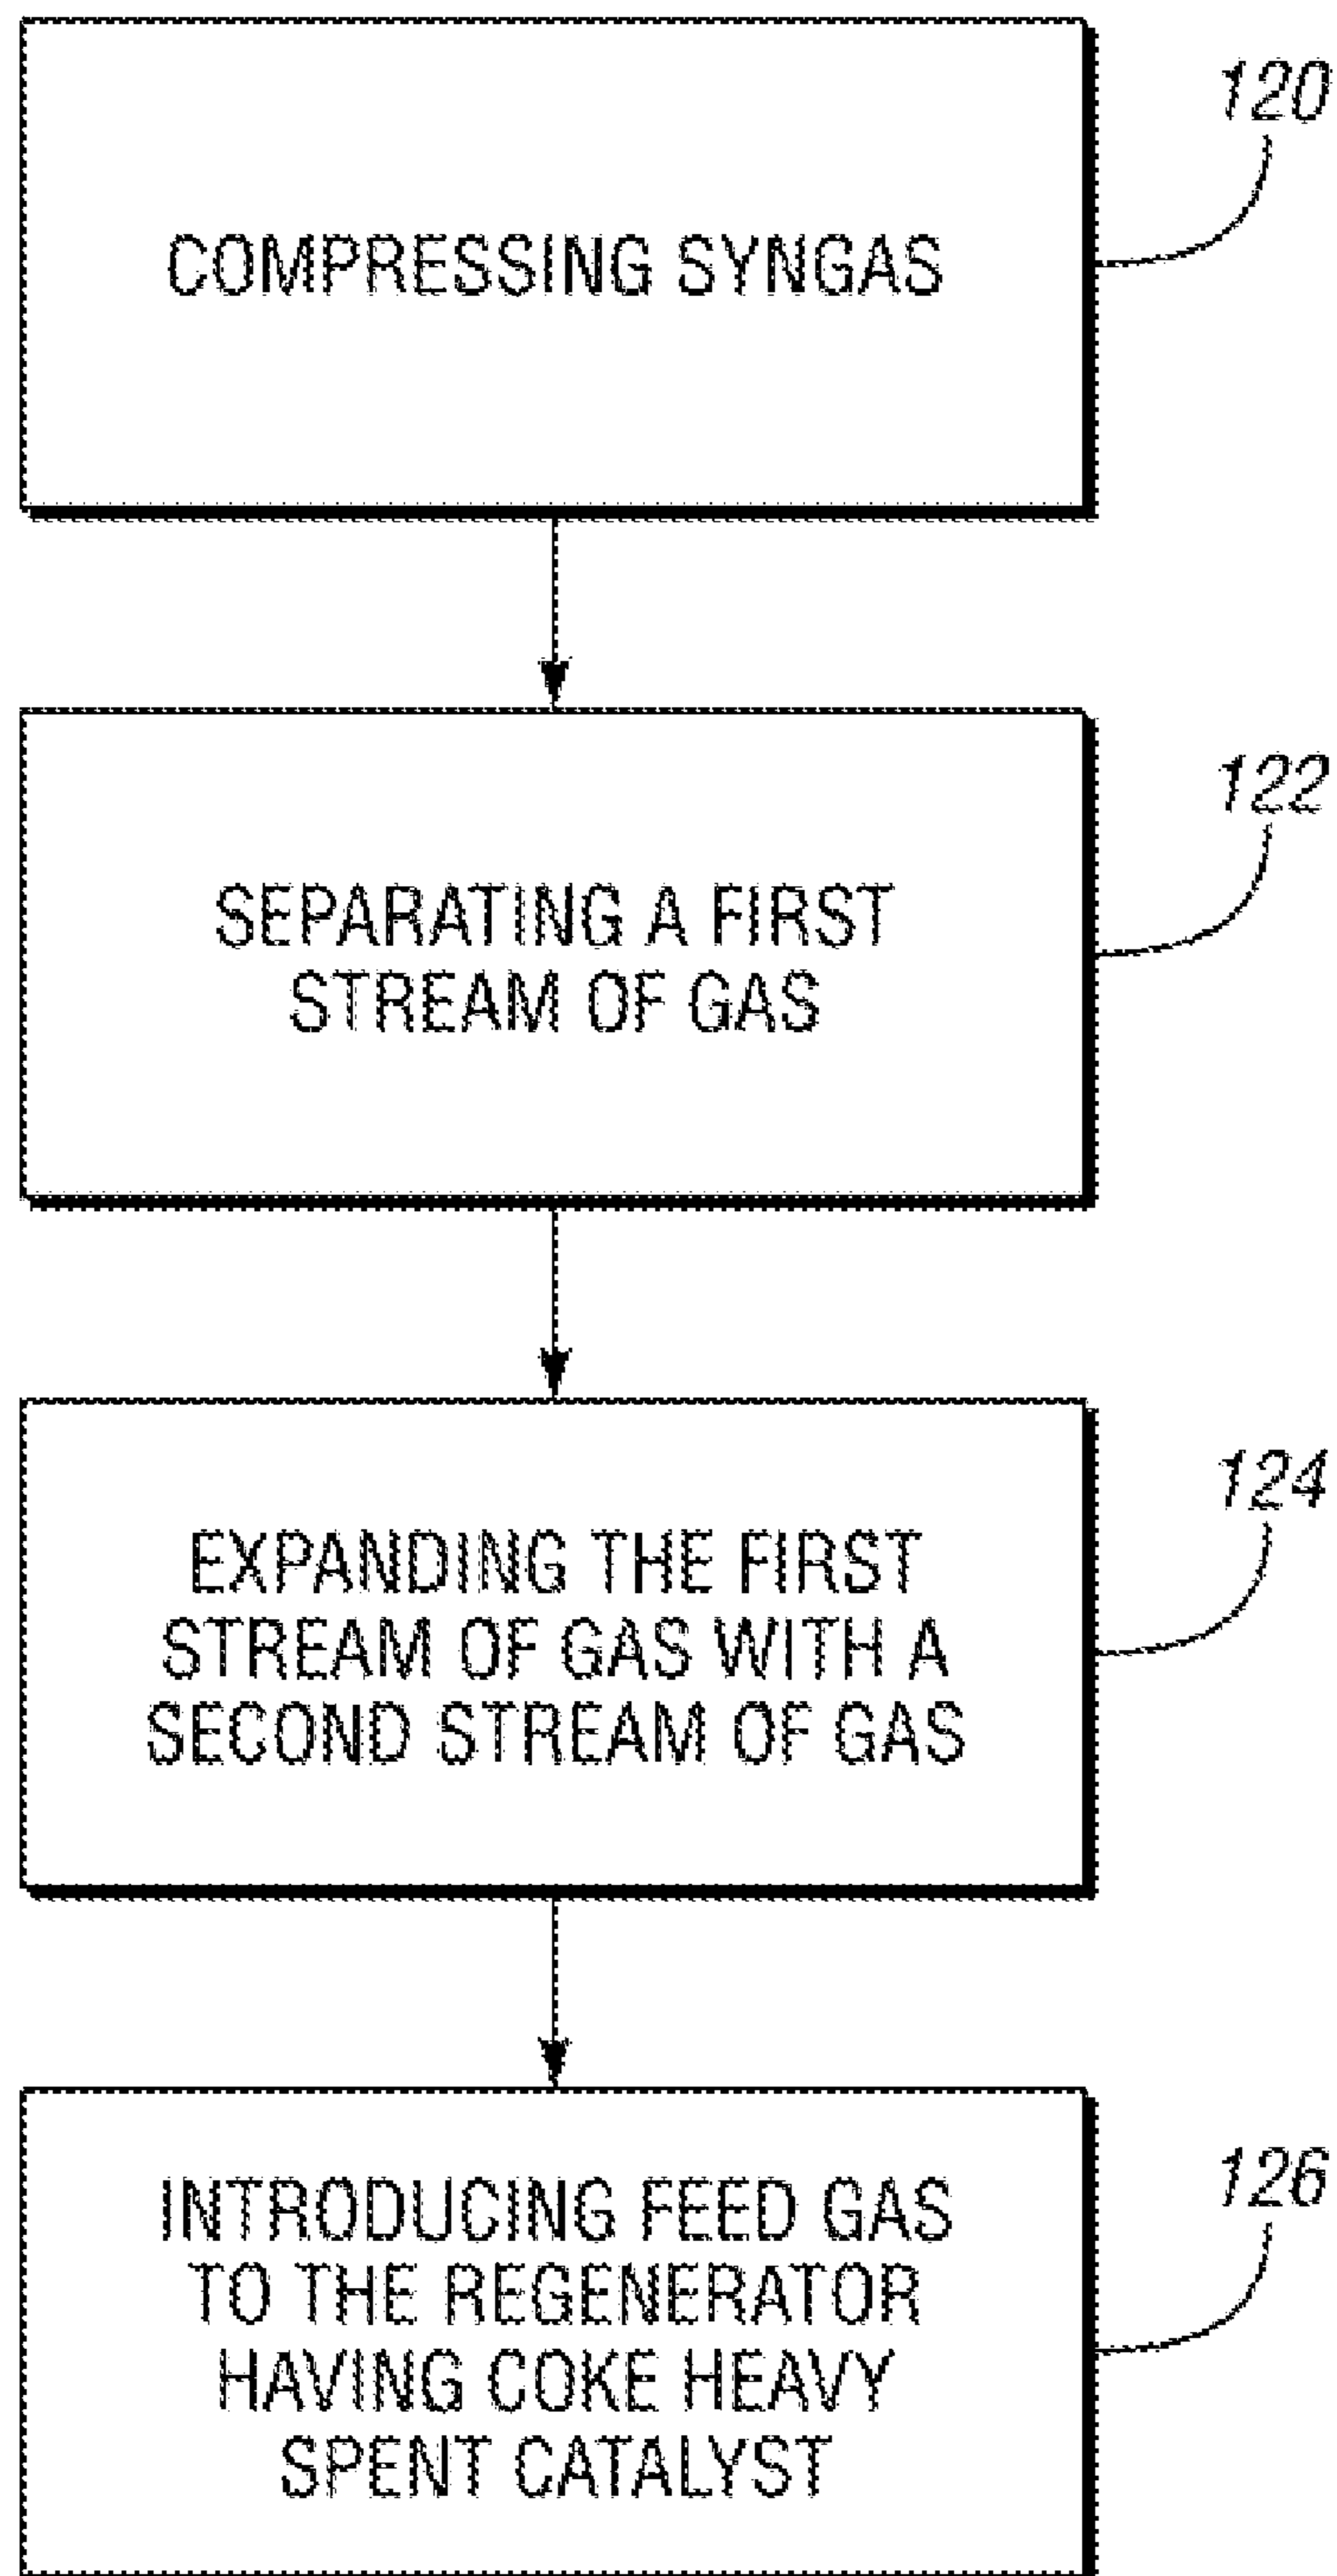 120
COMPRESSING SYNGAS
122
SEPARATING A FIRST
STREAM OF GAS
124
EXPANDING THE FIRST
STREAM OF GAS WITH A
SECOND STREAM OF GAS
126
INTRODUCING FEED GAS
TO THE REGENERATOR
HAVING COKE HEAVY
SPENT CATALYST